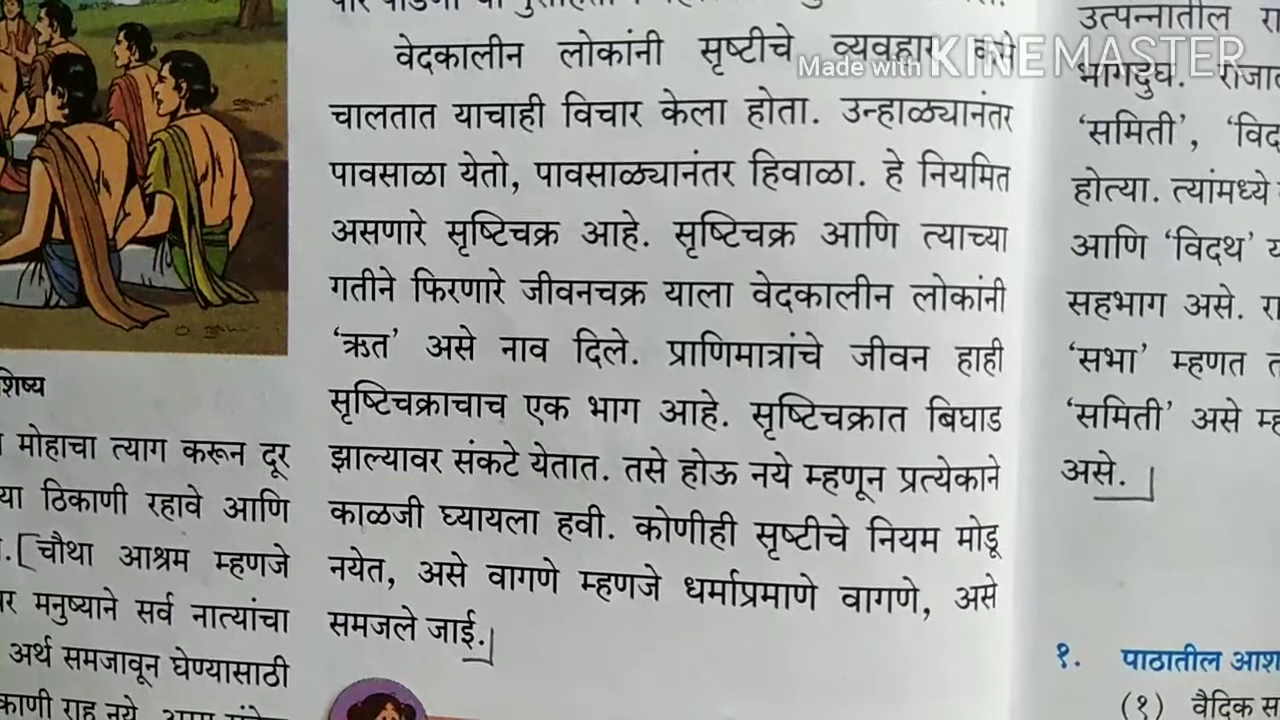 वेदकालीन लोकांनी सृष्टीचे व्यवहार कसे
चालतात याचाही विचार केला होता. उन्हाळ्यानंतर
पावसाळा येतो, पावसाळ्यानंतर हिवाळा. हे नियमित
असणारे सृष्टिचक्र आहे. सृष्टिचक्र आणि त्याच्या
गतीने फिरणारे जीवनचक्र याला वेदकालीन लोकांनी
‘ऋत’ असे नाव दिले. प्राणिमात्रांचे जीवन हाही
सृष्टिचक्राचाच एक भाग आहे. सृष्टिचक्रात बिघाड
झाल्यावर संकटे येतात. तसे होऊ नये म्हणून प्रत्येकाने
काळजी घ्यायला हवी. कोणीही सृष्टीचे नियम मोडू
नयेत, असे वागणे म्हणजे धर्माप्रमाणे वागणे, असे
समजले जाई.
Made with KINEMASTER
शिष्य
मोहाचा त्याग करून दूर
ठिकाणी रहावे आणि
चौथा आश्रम म्हणजे
मनुष्याने सर्व नात्यांचा
अर्थ समजावून घेण्यासाठी
राहू नये.
उत्पन्नातील
भागदुघ.
‘समिती’,
होत्या. त्यांमध्ये
आणि ‘विदथ’
सहभाग असे.
‘सभा’ म्हणत
‘समिती’ असे
असे.
१. पाठातील
(१) वैदिक